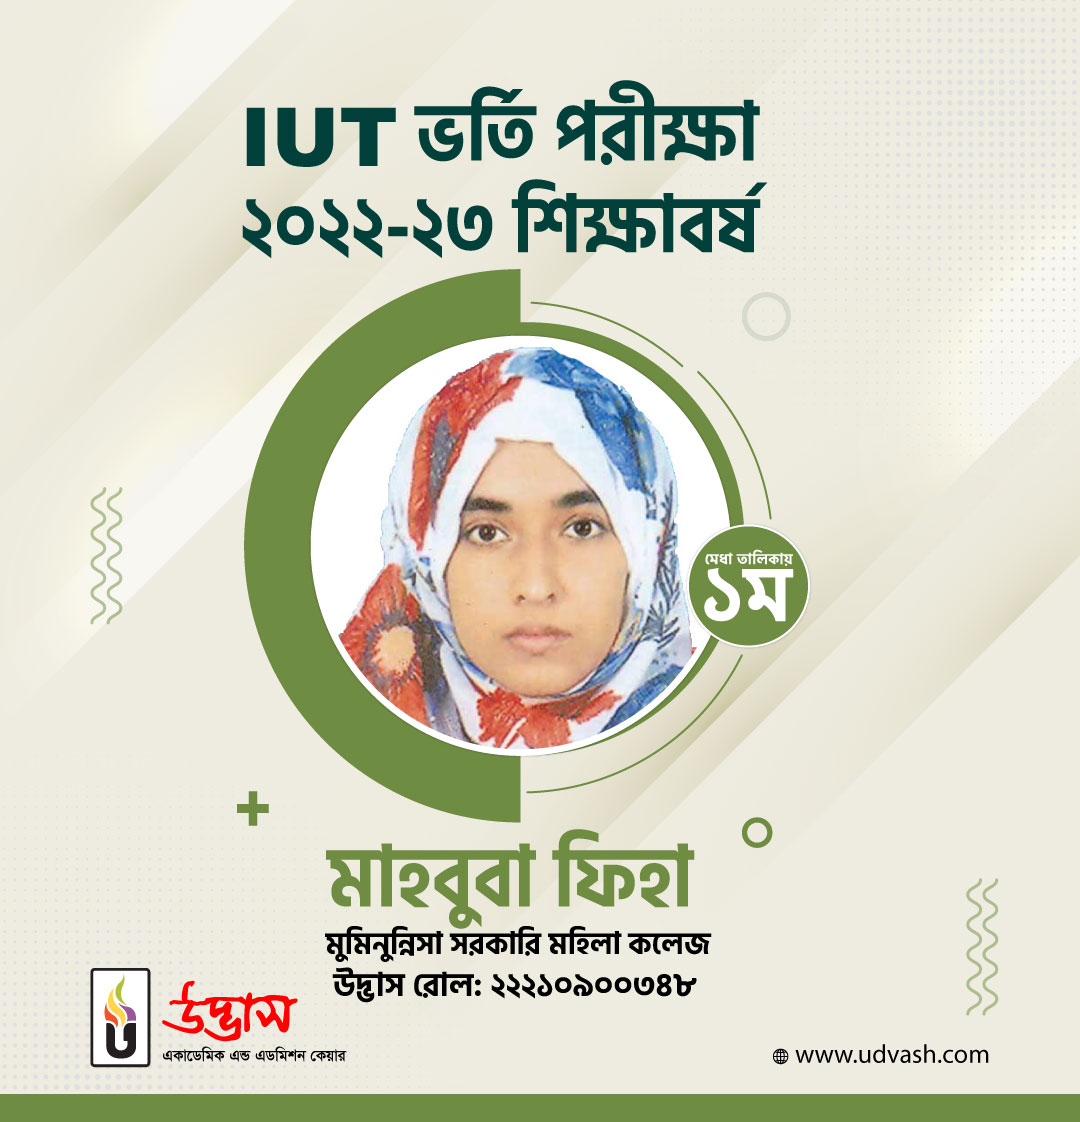 IUT ভর্তি পরীক্ষা
২০২২-২৩ শিক্ষাবর্ষ
মেধা তালিকায়
১ম
মাহবুবা ফিহা
মুমিনুন্নিসা সরকারি মহিলা কলেজ
উদ্ভাস রোল: ২২২১০৯০০৩৪৮
U
উদ্ভাস
একাডেমিক এন্ড এডমিশন কেয়ার
www.udvash.com